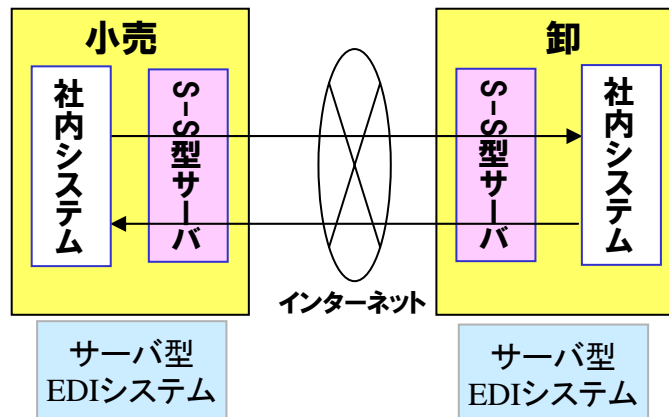 小売
卸
社内システム
S-S型サーバ
S-S型サーバ
社内システム
インターネット
サーバ型
EDIシステム
サーバ型
EDIシステム